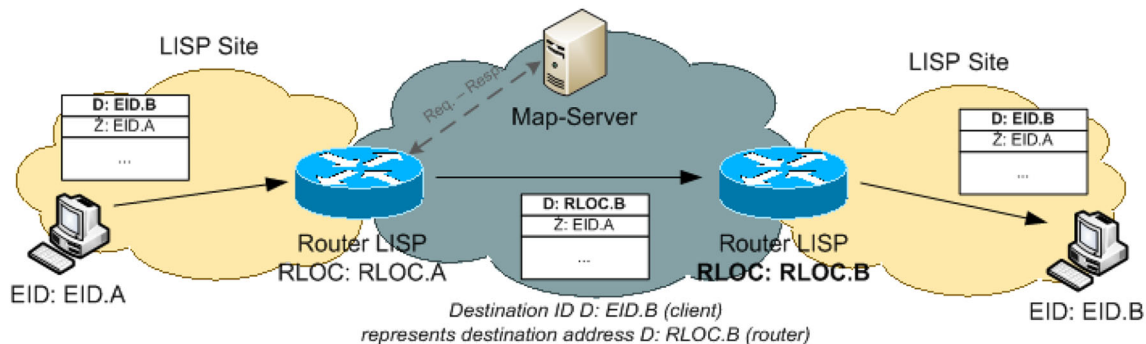 LISP Site
D: EID.B
Ż: EID.A
...
EID: EID.A
Req. – Resp.
Map-Server
Router LISP
RLOC: RLOC.A
D: RLOC.B
Ż: EID.A
...
Router LISP
RLOC: RLOC.B
Destination ID D: EID.B (client)
represents destination address D: RLOC.B (router)
LISP Site
D: EID.B
Ż: EID.A
...
EID: EID.B